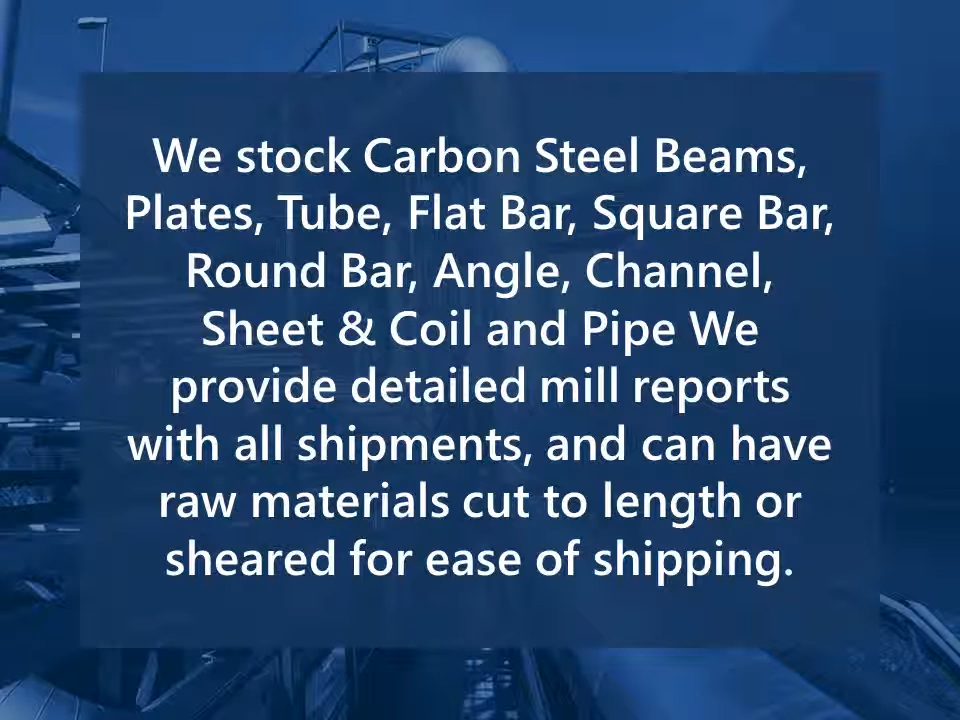 We stock Carbon Steel Beams,
Plates, Tube, Flat Bar, Square Bar,
Round Bar, Angle, Channel,
Sheet & Coil and Pipe We
provide detailed mill reports
with all shipments, and can have
raw materials cut to length or
sheared for ease of shipping.